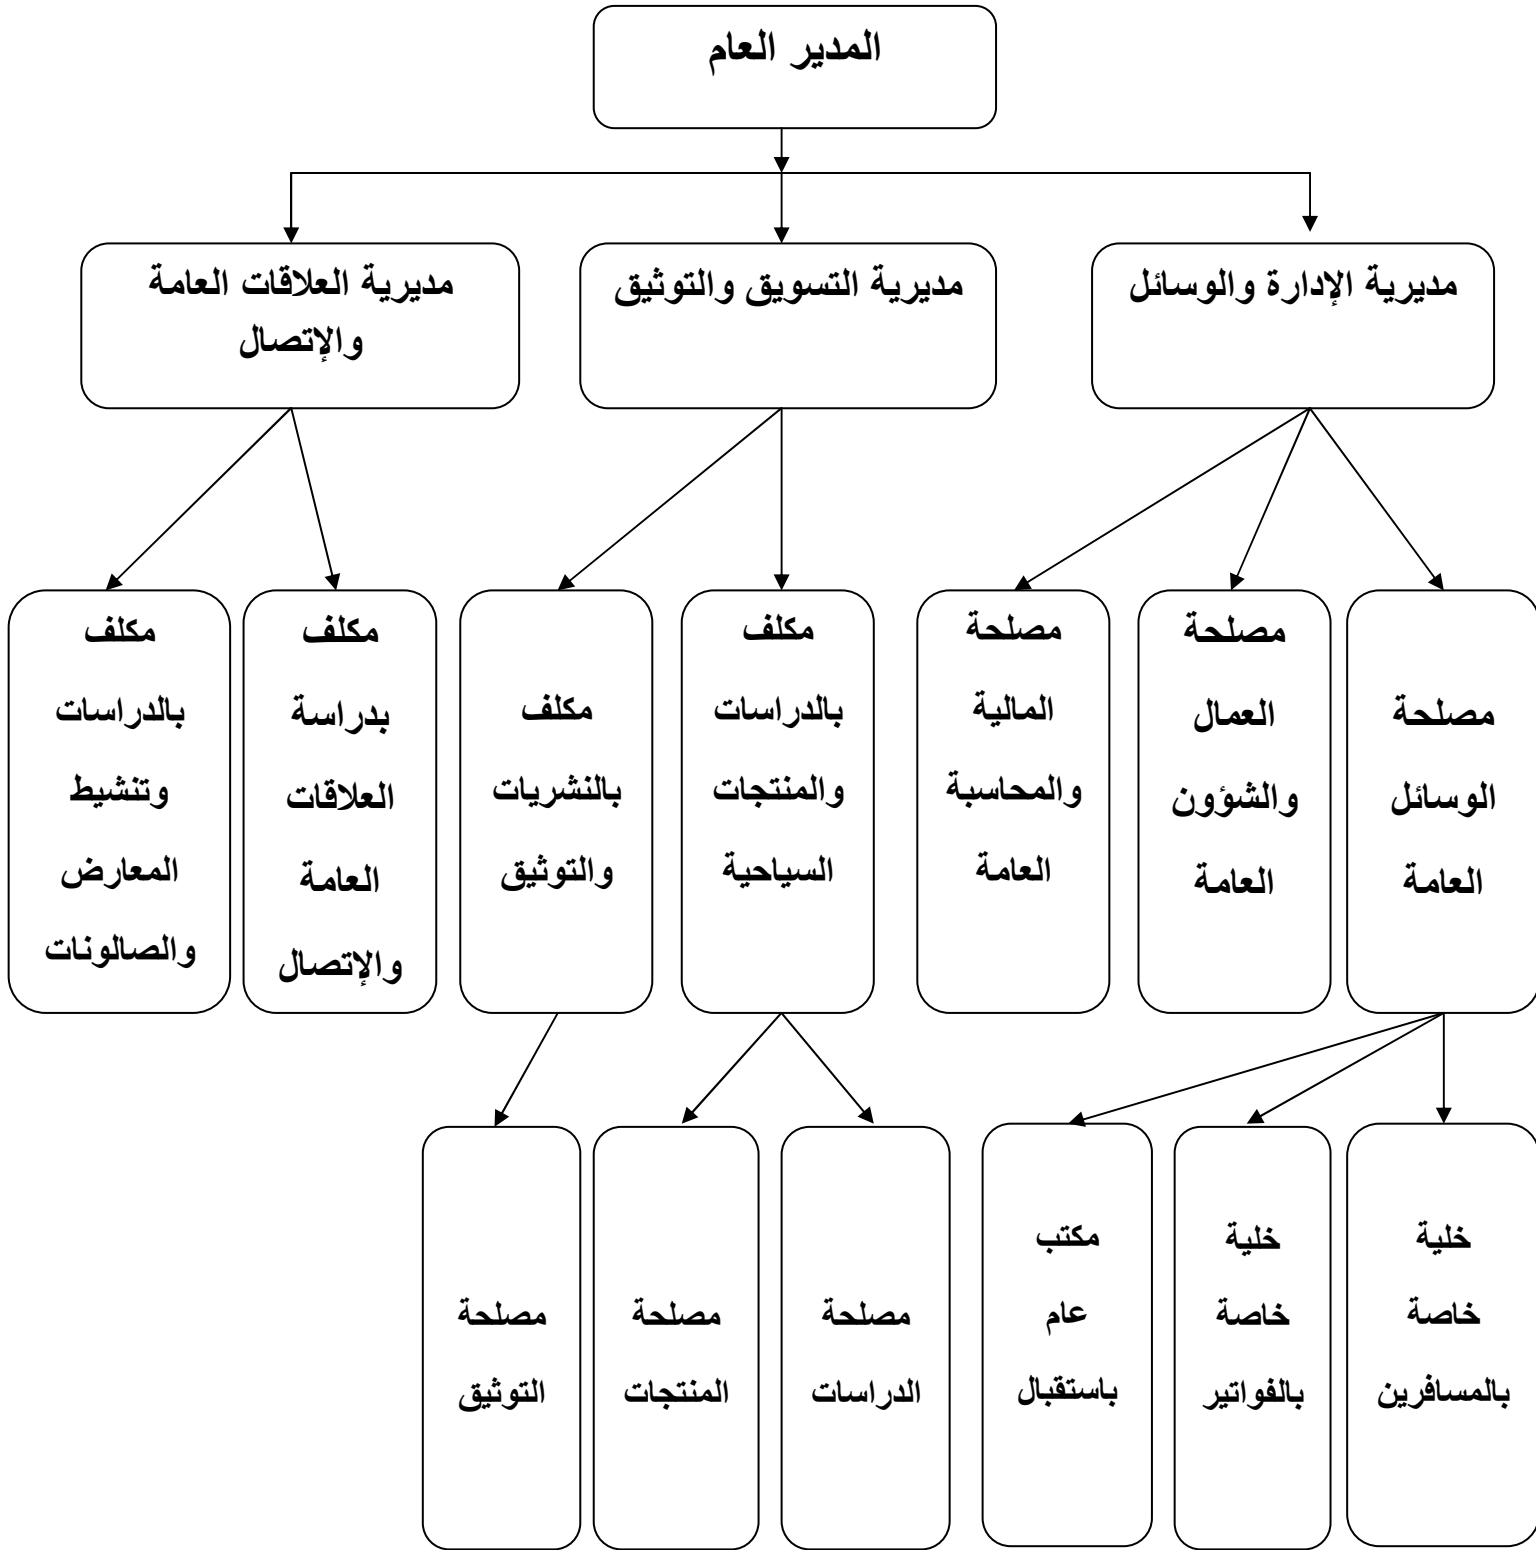 المدير العام
مديرية الإدارة والوسائل
مديرية التسويق والتوثيق
مديرية العلاقات العامة
والإتصال
مصلحة
الوسائل
العامة
مصلحة
العمال
والشؤون
العامة
مصلحة
المالية
والمحاسبة
العامة
مكلف
بالدراسات
والمنتجات
السياحية
مكلف
بالنشريات
والتوثيق
مكلف
بدراسة
العلاقات
العامة
والإتصال
مكلف
بالدراسات
وتنشيط
المعارض
والصالونات
خلية
خاصة
بالمسافرين
خلية
خاصة
بالفواتير
مكتب
عام
باستقبال
مصلحة
الدراسات
مصلحة
المنتجات
مصلحة
التوثيق